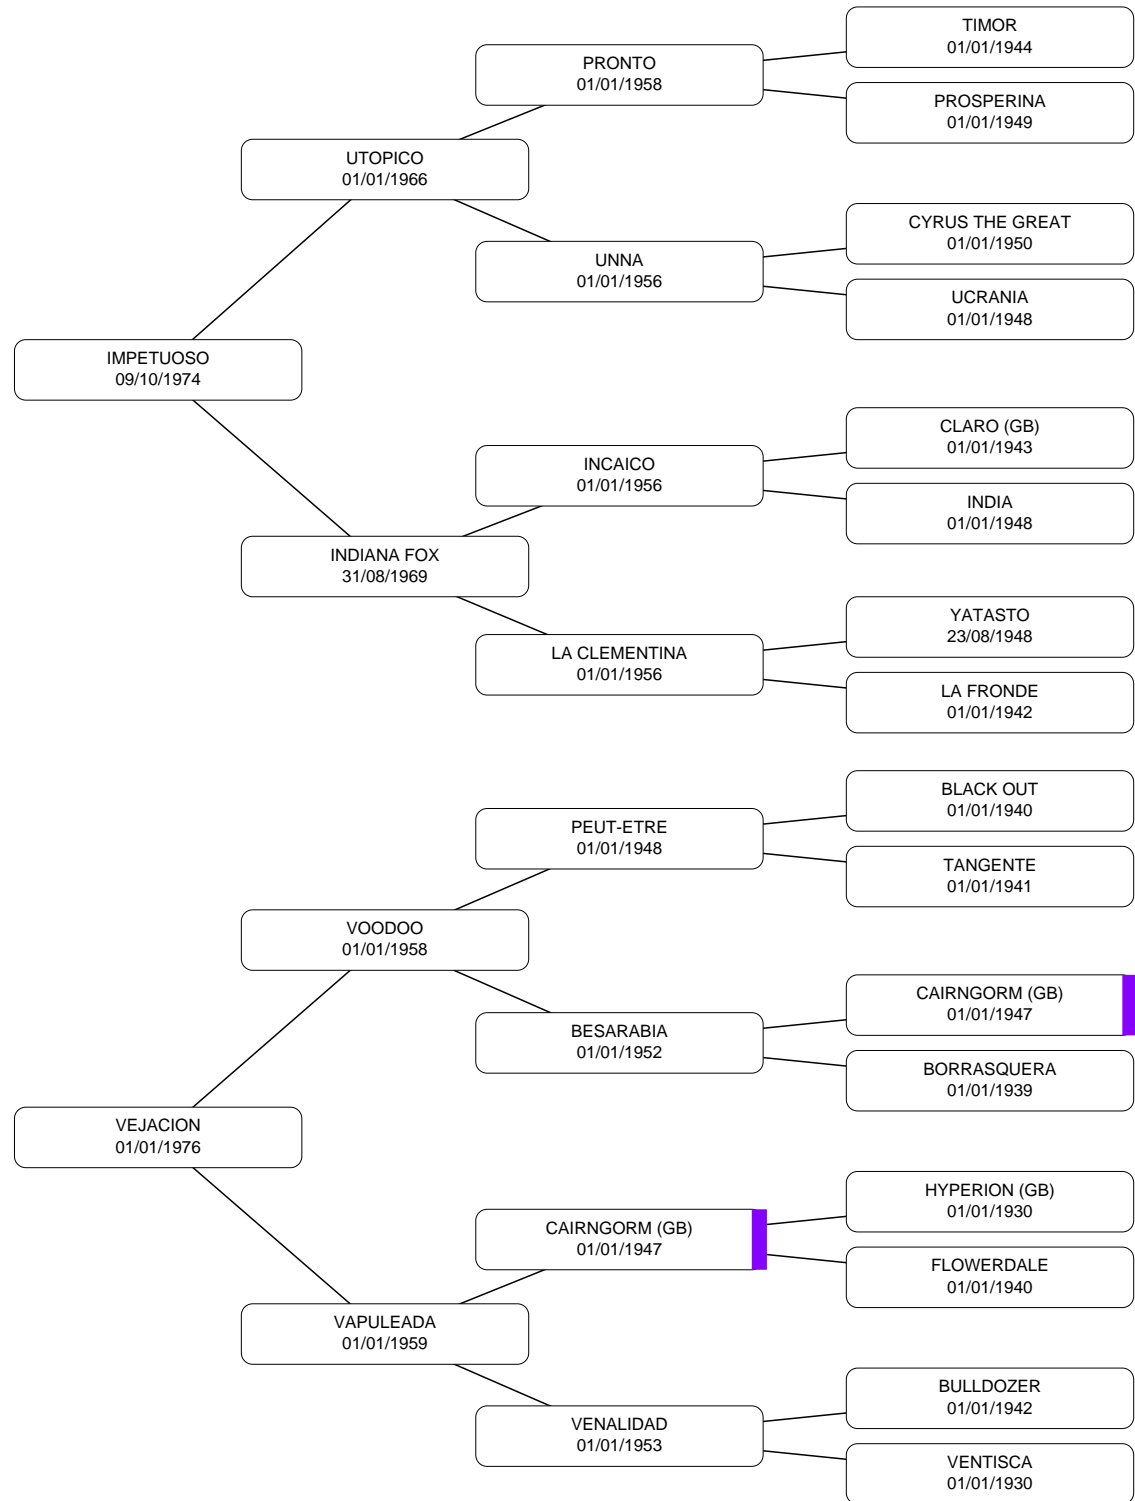 TIMOR
01/01/1944
PRONTO
01/01/1958
PROSPERINA
01/01/1949
UTOPICO
01/01/1966
CYRUS THE GREAT
01/01/1950
UNNA
01/01/1956
UCRANIA
01/01/1948
IMPETUOSO
09/10/1974
CLARO (GB)
01/01/1943
INCAICO
01/01/1956
INDIA
01/01/1948
INDIANA FOX
31/08/1969
YATASTO
23/08/1948
LA CLEMENTINA
01/01/1956
LA FRONDE
01/01/1942
BLACK OUT
01/01/1940
PEUT-ETRE
01/01/1948
TANGENTE
01/01/1941
VOODOO
01/01/1958
CAIRNGORM (GB)
01/01/1947
BESARABIA
01/01/1952
BORRASQUERA
01/01/1939
VEJACION
01/01/1976
HYPERION (GB)
01/01/1930
CAIRNGORM (GB)
01/01/1947
FLOWERDALE
01/01/1940
VAPULEADA
01/01/1959
BULLDOZER
01/01/1942
VENALIDAD
01/01/1953
VENTISCA
01/01/1930